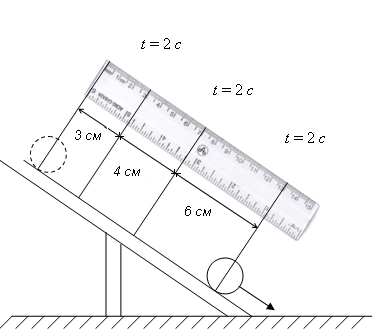 t = 2 c
t = 2 c
t = 2 c
3 см
4 см
6 см